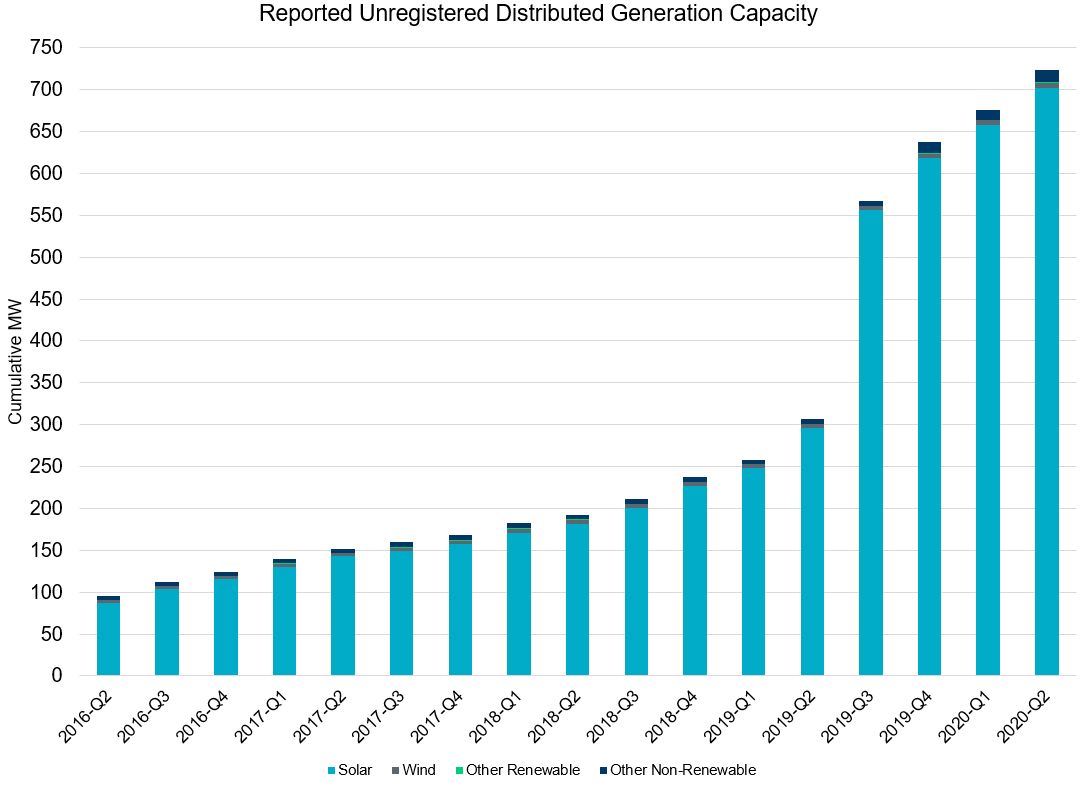 Reported Unregistered Distributed Generation Capacity
750
700
650
600
550
500
450
400
350
300
250
200
150
100
50
0
Cumulative MW
2016-Q2
2016-Q3
2016-Q4
2017-Q1
2017-Q2
2017-Q3
2017-Q4
2018-Q1
2018-Q2
2018-Q3
2018-Q4
2019-Q1
2019-Q2
2019-Q3
2019-Q4
2020-Q1
2020-Q2
Solar Wind Other Renewable Other Non-Renewable